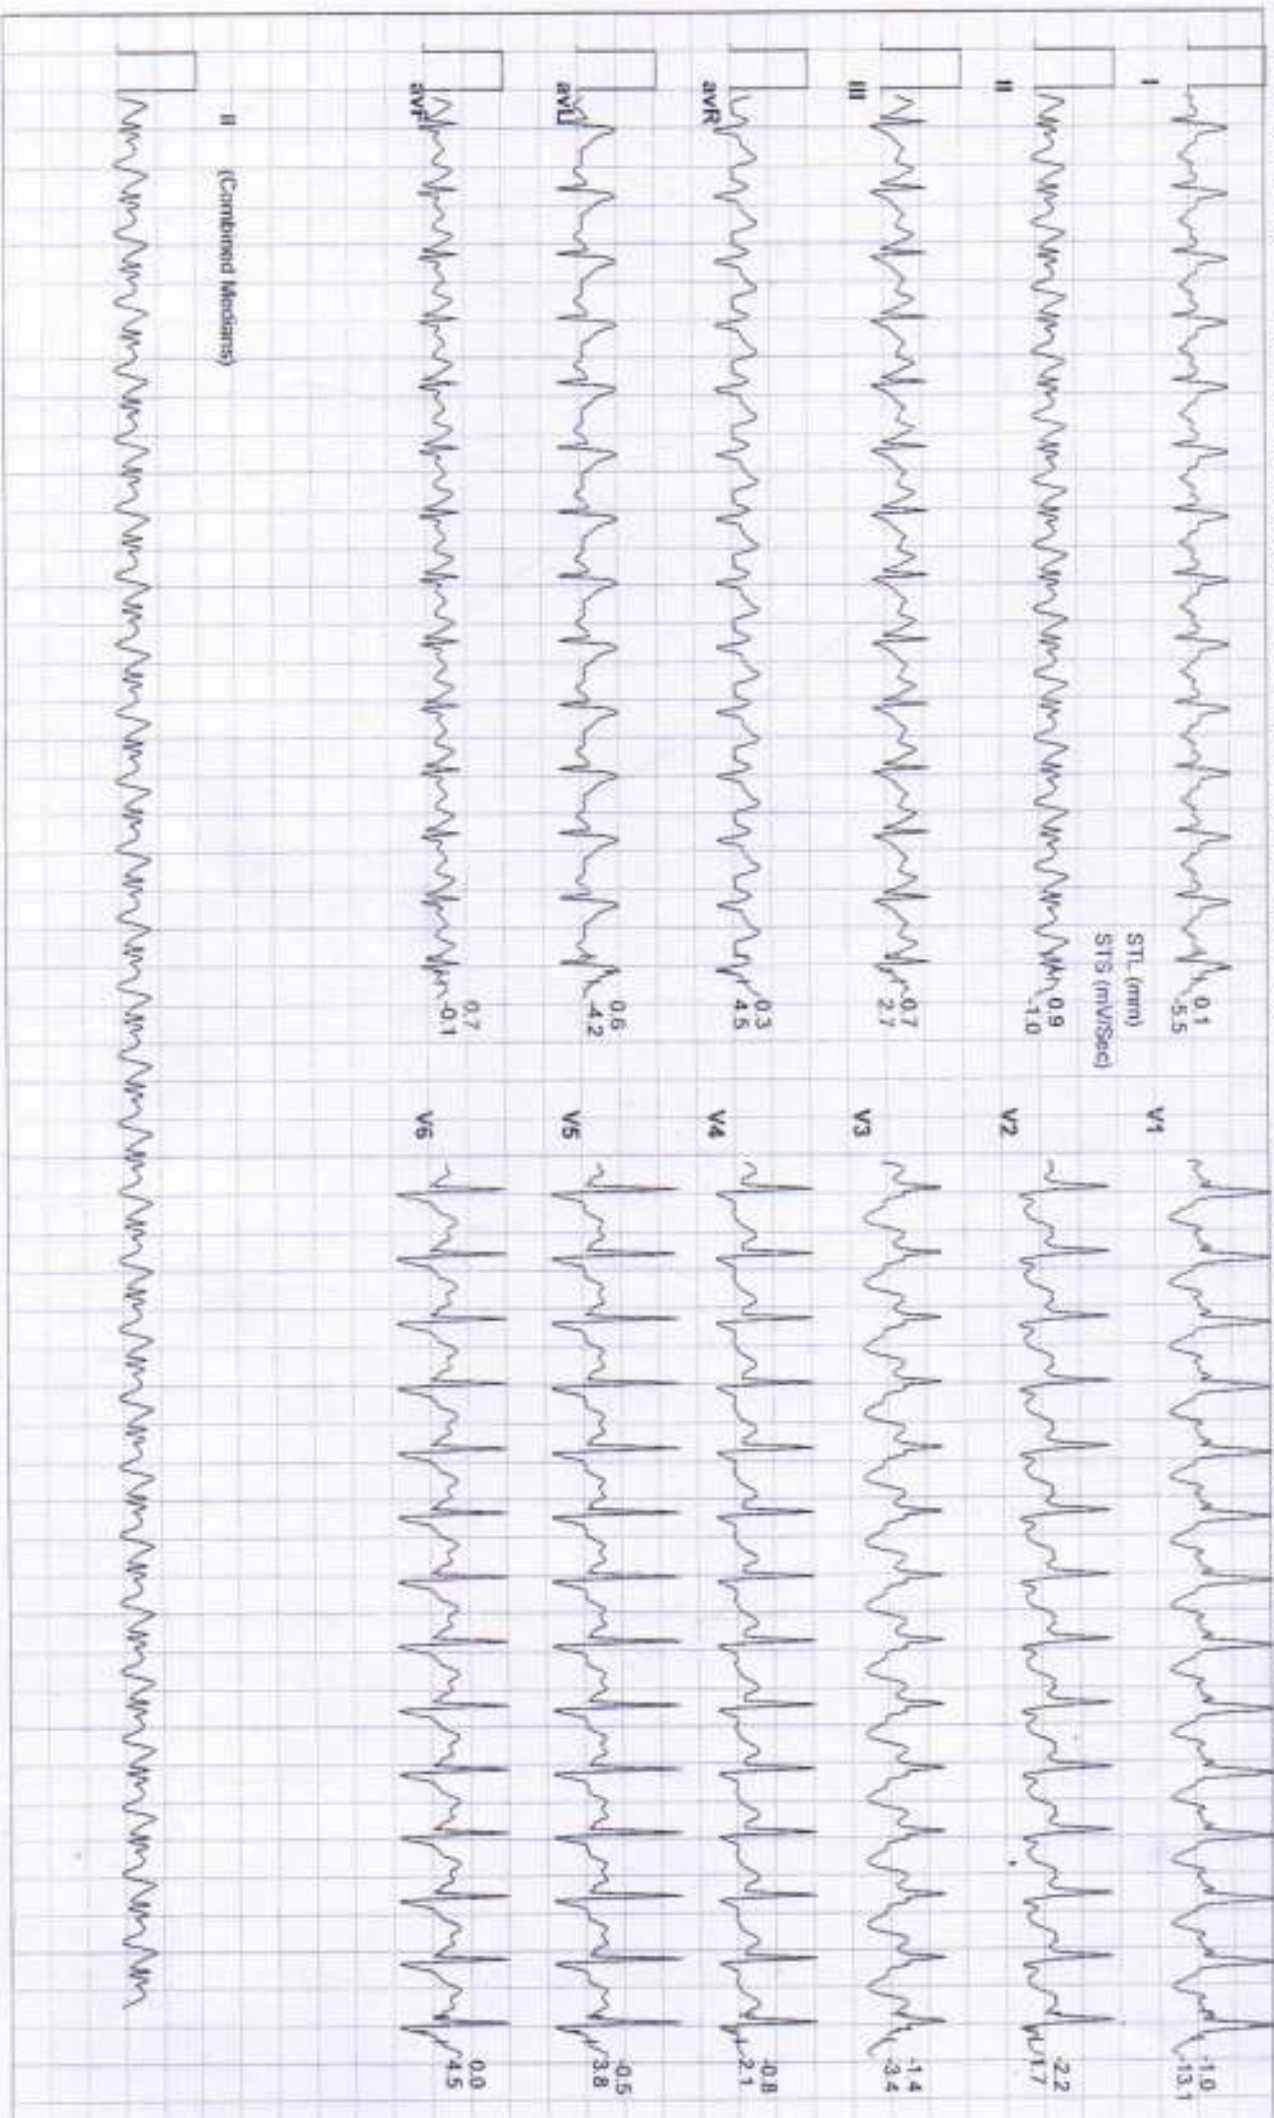 I
0.1
-5.5
STL (mm)
STS (mV/Sec)
II
0.9
-1.0
III
0.7
2.7
avR
0.3
4.5
avL
0.6
-4.2
avF
0.7
-0.1
V1
-1.0
-13.1
V2
-2.2
1.7
V3
-1.4
-3.4
V4
-0.8
2.1
V5
-0.5
3.8
V6
0.0
4.5
II (Combined Medians)